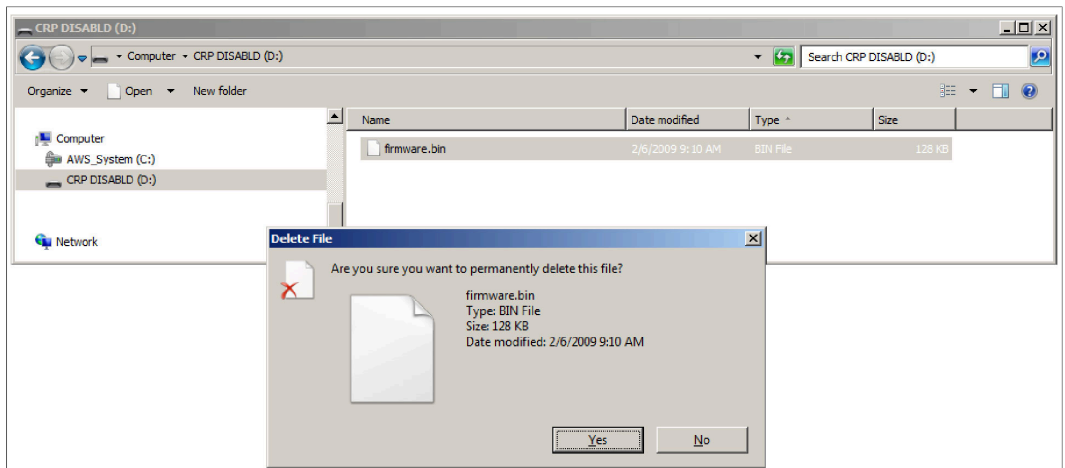 CRP DISABLD (D:)
Computer CRP DISABLD (D:)
Search CRP DISABLD (D:)
Organize Open New folder
Name Date modified Type Size
Computer
firmware.bin 2/6/2009 9:10 AM BIN File 128 KB
AWS_System (C:)
CRP DISABLD (D:)
Network
Delete File
Are you sure you want to permanently delete this file?
firmware.bin
Type: BIN File
Size: 128 KB
Date modified: 2/6/2009 9:10 AM
Yes No